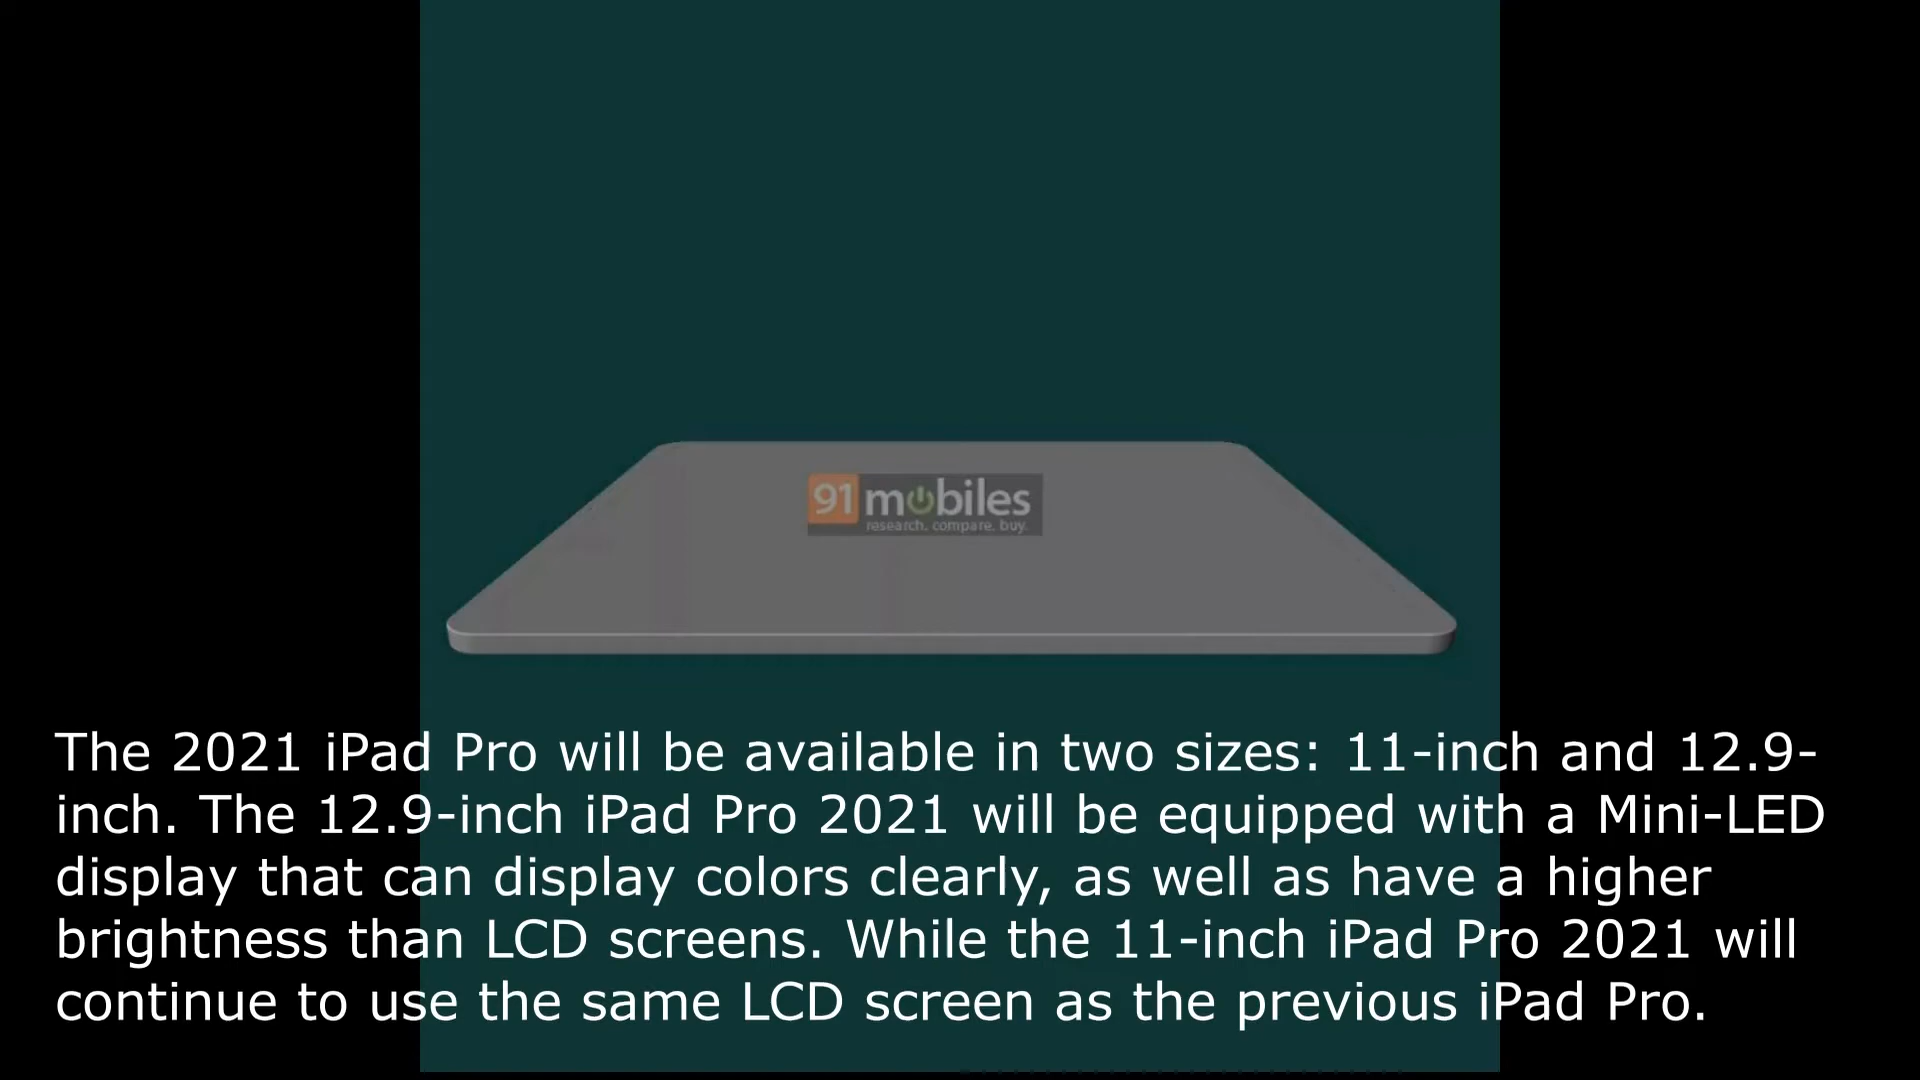 91mobiles
research. compare. buy.
The 2021 iPad Pro will be available in two sizes: 11-inch and 12.9-
inch. The 12.9-inch iPad Pro 2021 will be equipped with a Mini-LED
display that can display colors clearly, as well as have a higher
brightness than LCD screens. While the 11-inch iPad Pro 2021 will
continue to use the same LCD screen as the previous iPad Pro.